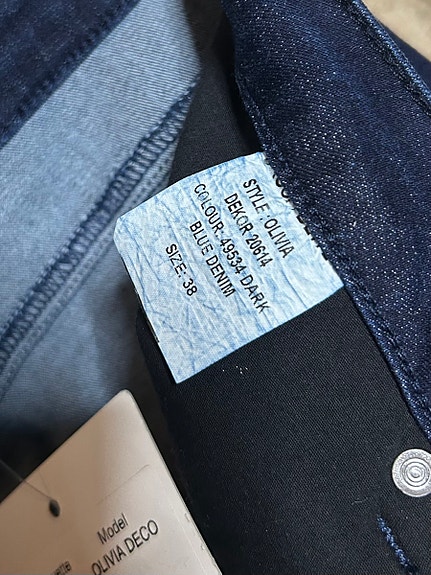 STYLE :OLIVIA
DEKOR 20614
COLOUR: 49534 DARK
BLUE DENIM
SIZE: 38
Model
OLIVIA DECO